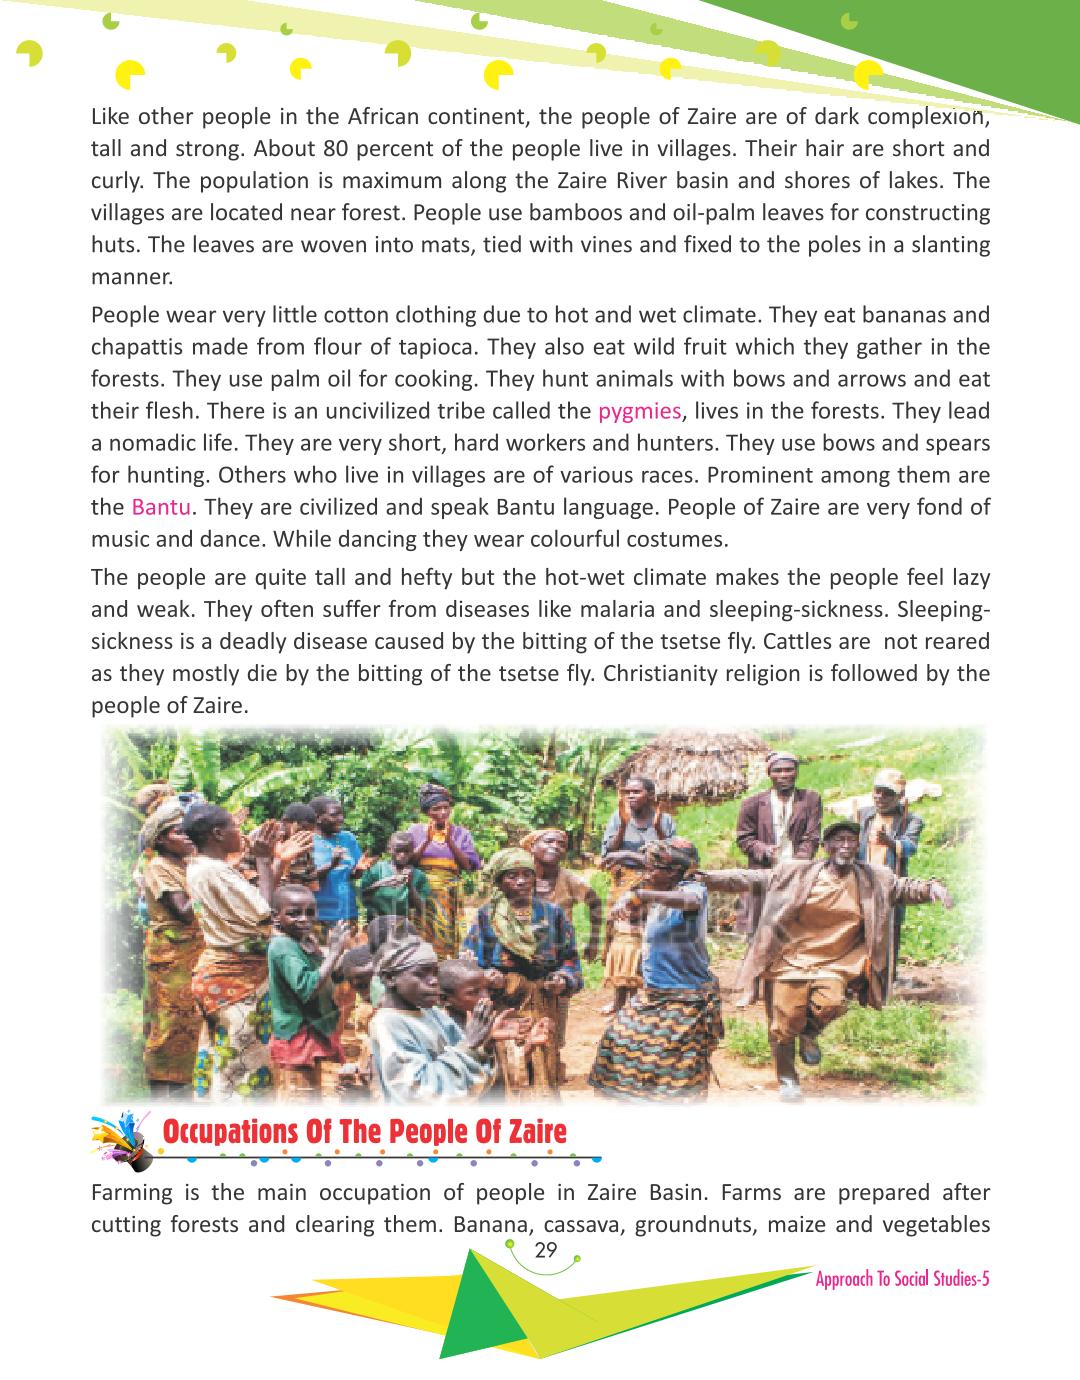 Like other people in the African continent, the people of Zaire are of dark complexion,
tall and strong. About 80 percent of the people live in villages. Their hair are short and
curly. The population is maximum along the Zaire River basin and shores of lakes. The
villages are located near forest. People use bamboos and oil-palm leaves for constructing
huts. The leaves are woven into mats, tied with vines and fixed to the poles in a slanting
manner.
People wear very little cotton clothing due to hot and wet climate. They eat bananas and
chapattis made from flour of tapioca. They also eat wild fruit which they gather in the
forests. They use palm oil for cooking. They hunt animals with bows and arrows and eat
their flesh. There is an uncivilized tribe called the pygmies, lives in the forests. They lead
a nomadic life. They are very short, hard workers and hunters. They use bows and spears
for hunting. Others who live in villages are of various races. Prominent among them are
the Bantu. They are civilized and speak Bantu language. People of Zaire are very fond of
music and dance. While dancing they wear colourful costumes.
The people are quite tall and hefty but the hot-wet climate makes the people feel lazy
and weak. They often suffer from diseases like malaria and sleeping-sickness. Sleeping-
sickness is a deadly disease caused by the bitting of the tsetse fly. Cattles are not reared
as they mostly die by the bitting of the tsetse fly. Christianity religion is followed by the
people of Zaire.
Occupations Of The People Of Zaire
Farming is the main occupation of people in Zaire Basin. Farms are prepared after
cutting forests and clearing them. Banana, cassava, groundnuts, maize and vegetables
29
Approach To Social Studies-5